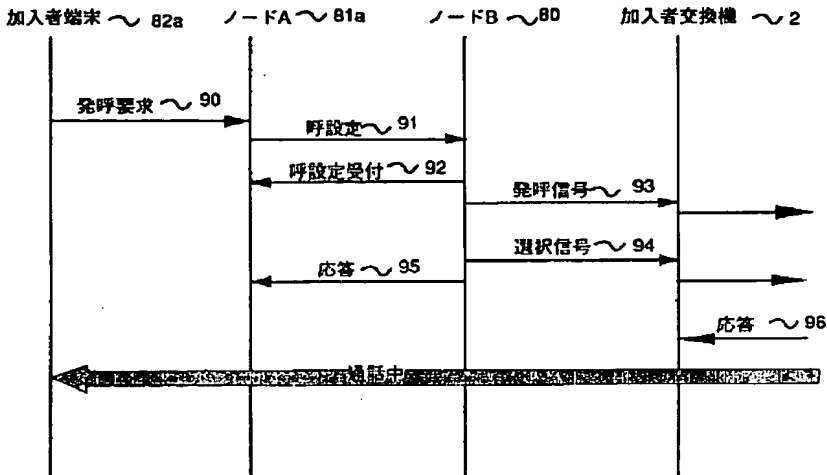 加入者端末 〜 82a ノードA 〜 81a ノードB 〜 80 加入者交換機 〜 2
発呼要求 〜 90
呼設定 〜 91
呼設定受付 〜 92
発呼信号 〜 93
選択信号 〜 94
応答 〜 95
応答 〜 96
通話中